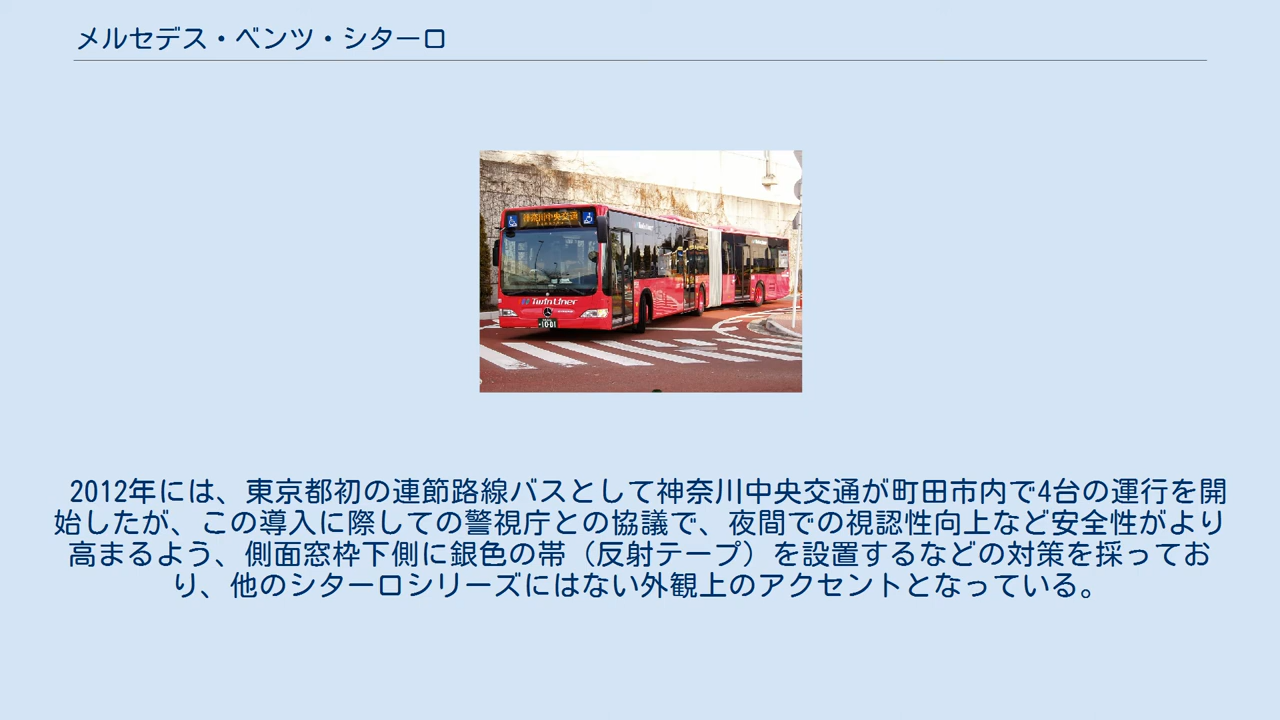 メルセデス・ベンツ・シターロ
神奈川中央交通
TwinLiner
・10-01
2012年には、東京都初の連節路線バスとして神奈川中央交通が町田市内で4台の運行を開
始したが、この導入に際しての警視庁との協議で、夜間での視認性向上など安全性がより
高まるよう、側面窓枠下側に銀色の帯（反射テープ）を設置するなどの対策を採ってお
り、他のシターロシリーズにはない外観上のアクセントとなっている。